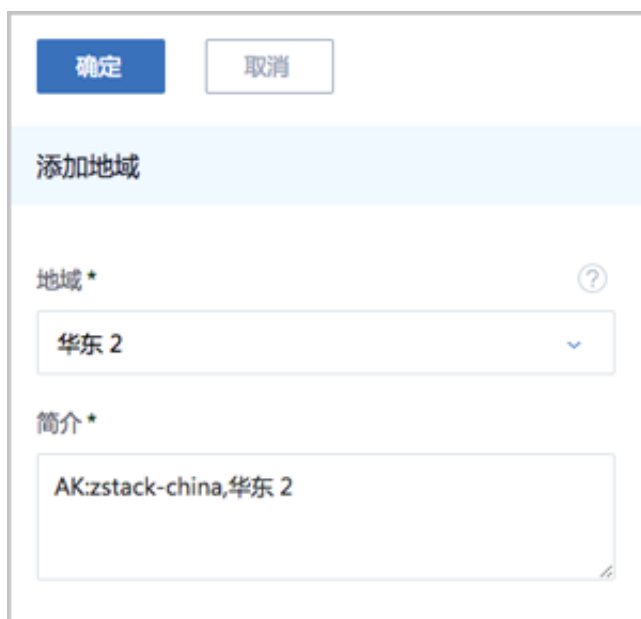 确定 取消
添加地域
地域 *
华东 2
简介 *
AK:zstack-china,华东 2